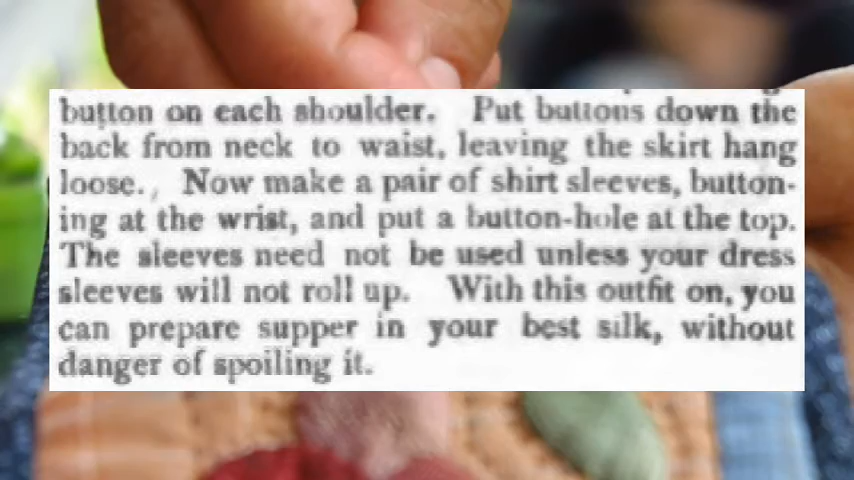 button on each shoulder. Put buttons down the
back from neck to waist, leaving the skirt hang
loose. Now make a pair of shirt sleeves, button-
ing at the wrist, and put a button-hole at the top.
The sleeves need not be used unless your dress
sleeves will not roll up. With this outfit on, you
can prepare supper in your best silk, without
danger of spoiling it.